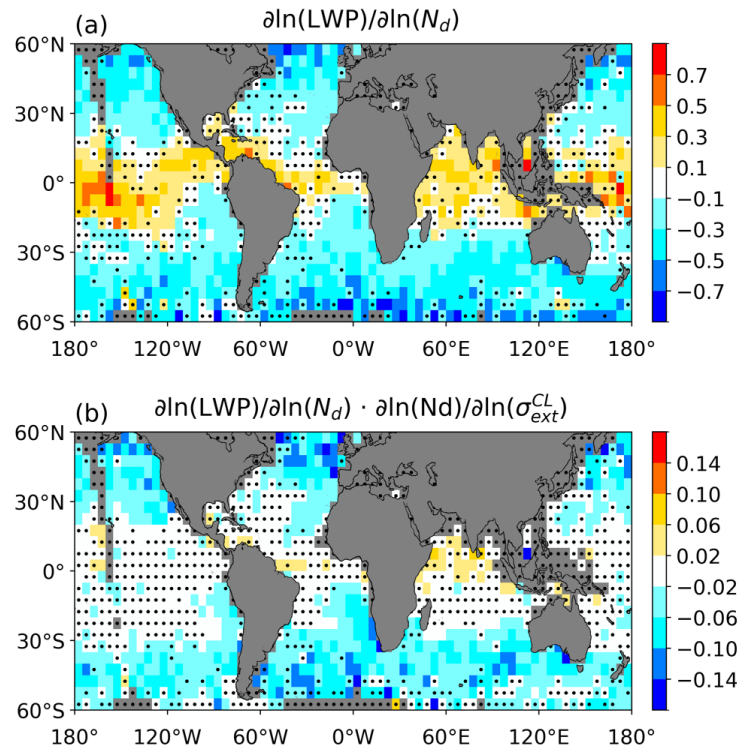 (a) ∂ln(LWP)/∂ln(N_d)
60°N
30°N
0°
30°S
60°S
180° 120°W 60°W 0°W 60°E 120°E 180°
0.7
0.5
0.3
0.1
−0.1
−0.3
−0.5
−0.7
(b) ∂ln(LWP)/∂ln(N_d) · ∂ln(Nd)/∂ln(σ_ext^CL)
60°N
30°N
0°
30°S
60°S
180° 120°W 60°W 0°W 60°E 120°E 180°
0.14
0.10
0.06
0.02
−0.02
−0.06
−0.10
−0.14